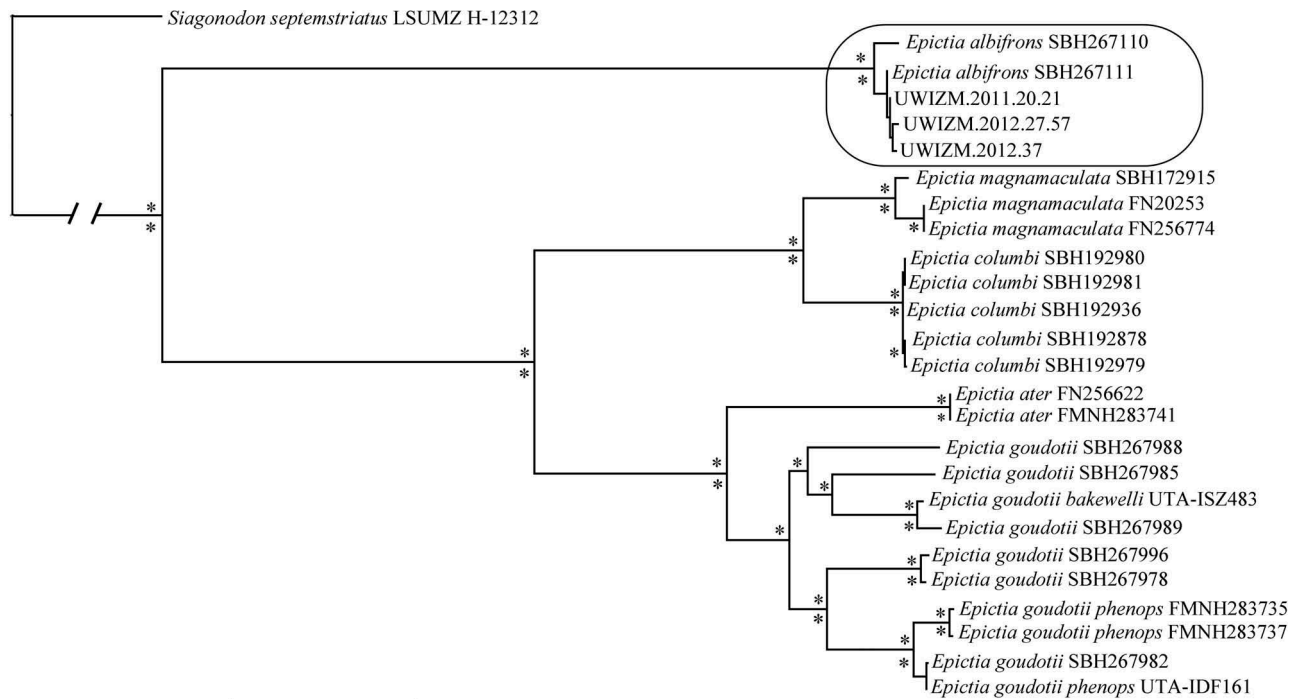 Siagonodon septemstriatus LSUMZ H-12312
Epictia albifrons SBH267110
Epictia albifrons SBH267111
UWIZM.2011.20.21
UWIZM.2012.27.57
UWIZM.2012.37
Epictia magnamaculata SBH172915
Epictia magnamaculata FN20253
Epictia magnamaculata FN256774
Epictia columbi SBH192980
Epictia columbi SBH192981
Epictia columbi SBH192936
Epictia columbi SBH192878
Epictia columbi SBH192979
Epictia ater FN256622
Epictia ater FMNH283741
Epictia goudotii SBH267988
Epictia goudotii SBH267985
Epictia goudotii bakewelli UTA-ISZ483
Epictia goudotii SBH267989
Epictia goudotii SBH267996
Epictia goudotii SBH267978
Epictia goudotii phenops FMNH283735
Epictia goudotii phenops FMNH283737
Epictia goudotii SBH267982
Epictia goudotii phenops UTA-IDF161